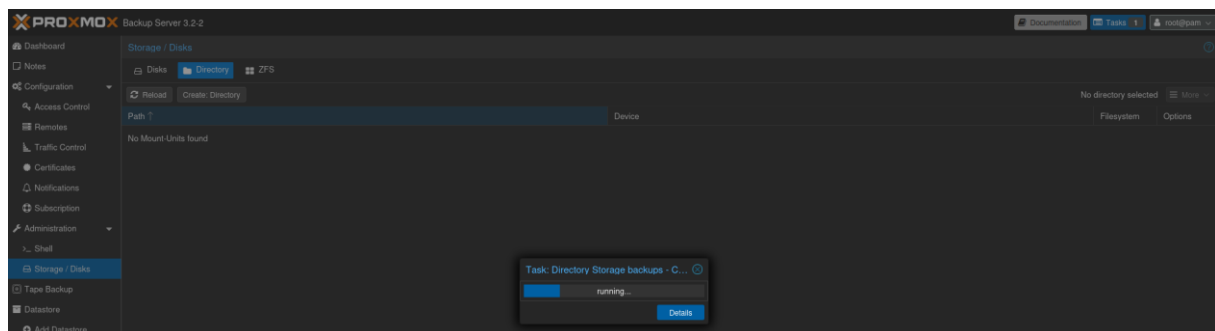 PROXMOX Backup Server 3.2-2
Documentation
Tasks 1
root@pam
Dashboard
Notes
Configuration
Access Control
Remotes
Traffic Control
Certificates
Notifications
Subscription
Administration
Shell
Storage / Disks
Tape Backup
Datastore
Add Datastore
Storage / Disks
Disks
Directory
ZFS
Reload
Create: Directory
No directory selected
More
Path
Device
Filesystem
Options
No Mount-Units found
Task: Directory Storage backups - C...
running...
Details